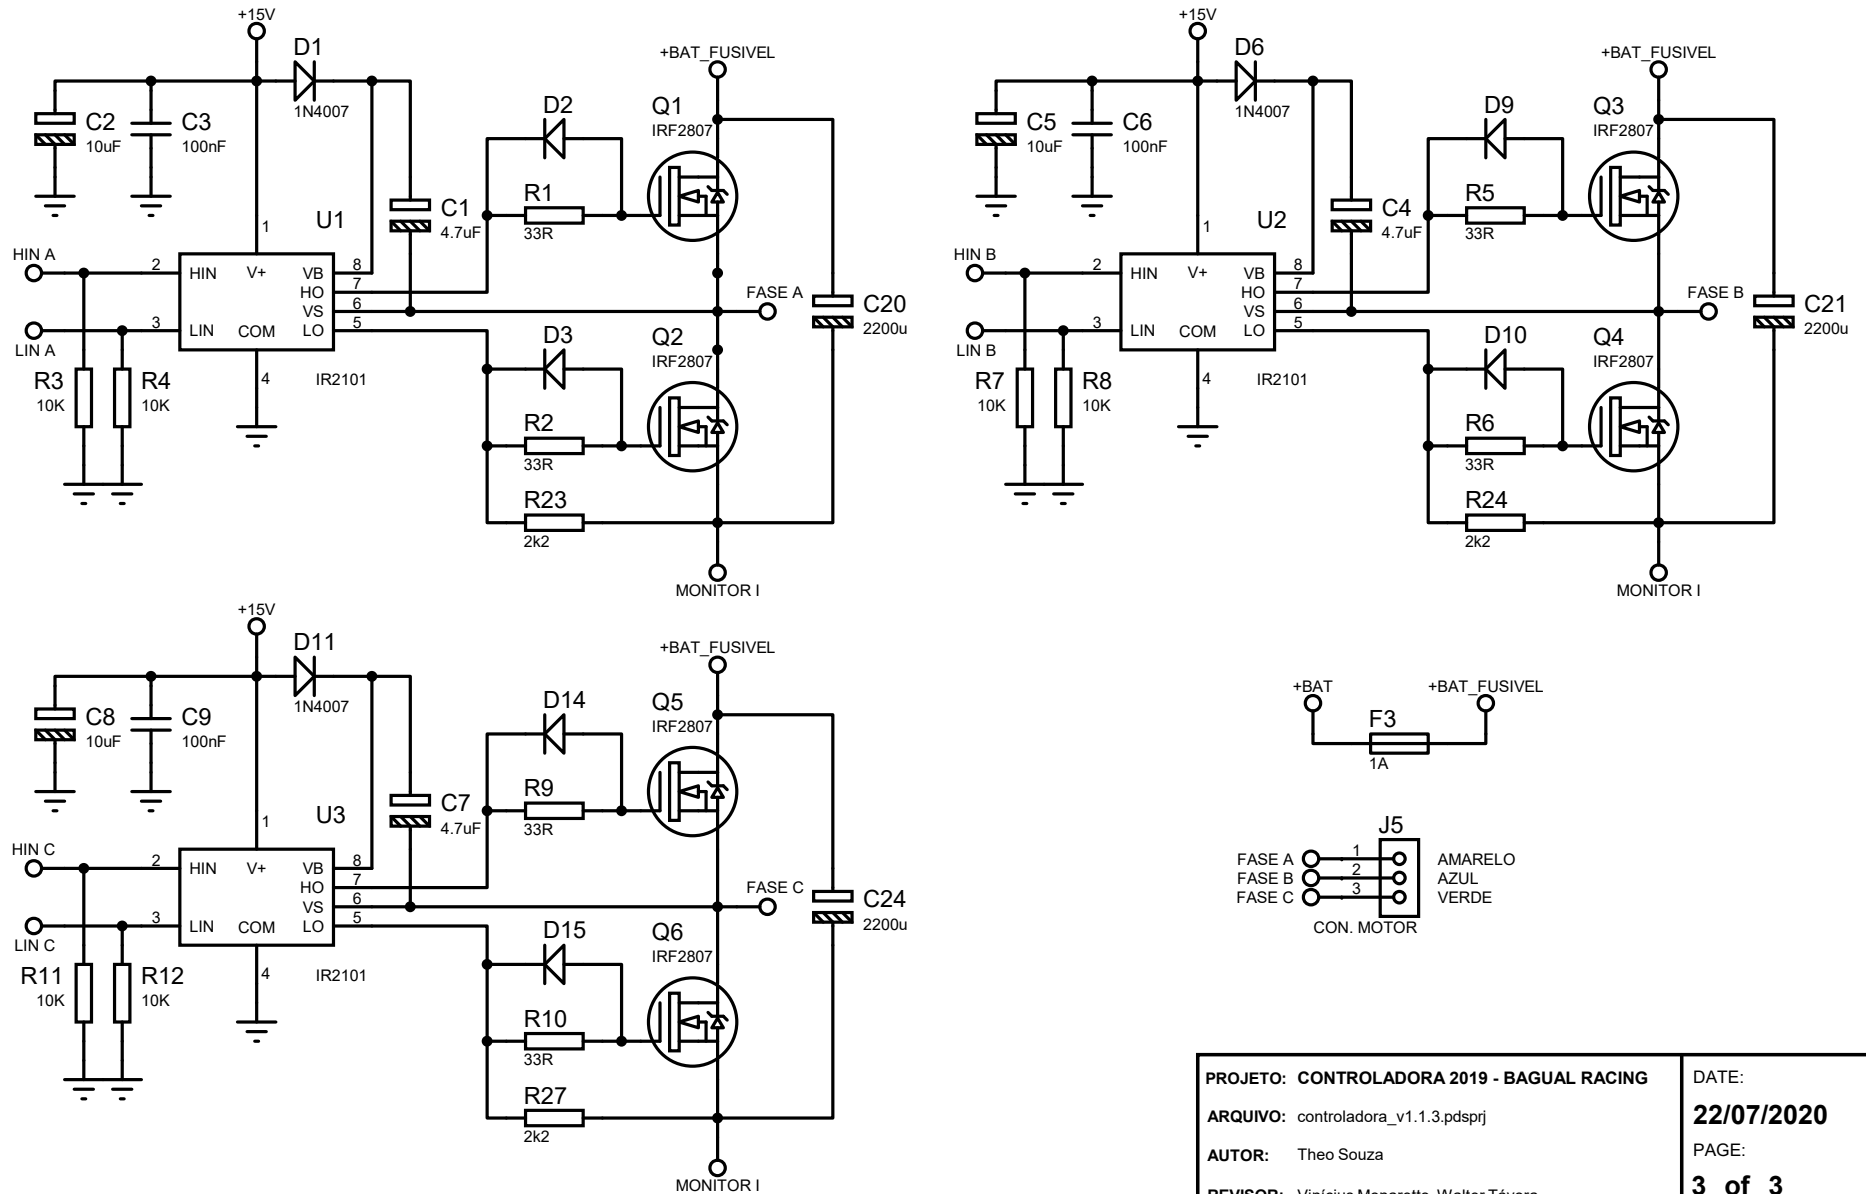 +15V
D1
1N4007
C2
10uF
C3
100nF
C1
4.7uF
U1
IR2101
1
HIN A
2
HIN
V+
VB
8
HO
7
VS
6
LIN A
3
LIN
COM
LO
5
4
R3
10K
R4
10K
D2
R1
33R
Q1
IRF2807
+BAT_FUSIVEL
FASE A
C20
2200u
D3
R2
33R
Q2
IRF2807
R23
2k2
MONITOR I
+15V
D6
1N4007
C5
10uF
C6
100nF
C4
4.7uF
U2
IR2101
1
HIN B
2
HIN
V+
VB
8
HO
7
VS
6
LIN B
3
LIN
COM
LO
5
4
R7
10K
R8
10K
D9
R5
33R
Q3
IRF2807
+BAT_FUSIVEL
FASE B
C21
2200u
D10
R6
33R
Q4
IRF2807
R24
2k2
MONITOR I
+15V
D11
1N4007
C8
10uF
C9
100nF
C7
4.7uF
U3
IR2101
1
HIN C
2
HIN
V+
VB
8
HO
7
VS
6
LIN C
3
LIN
COM
LO
5
4
R11
10K
R12
10K
D14
R9
33R
Q5
IRF2807
+BAT_FUSIVEL
FASE C
C24
2200u
D15
R10
33R
Q6
IRF2807
R27
2k2
MONITOR I
+BAT
+BAT_FUSIVEL
F3
1A
J5
FASE A 1 AMARELO
FASE B 2 AZUL
FASE C 3 VERDE
CON. MOTOR
PROJETO: CONTROLADORA 2019 - BAGUAL RACING
ARQUIVO: controladora_v1.1.3.pdsprj
AUTOR: Theo Souza
REVISOR: Vinícius Menarotto, Walter Távora
DATE:
22/07/2020
PAGE:
3 of 3